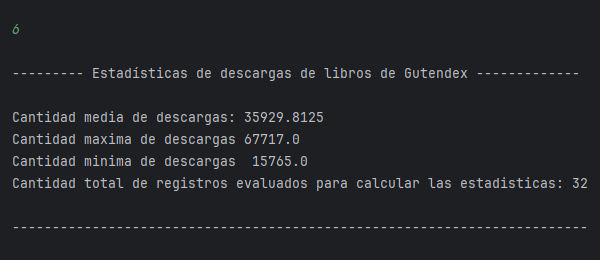 6
--------- Estadísticas de descargas de libros de Gutendex -------------
Cantidad media de descargas: 35929.8125
Cantidad maxima de descargas 67717.0
Cantidad minima de descargas  15765.0
Cantidad total de registros evaluados para calcular las estadisticas: 32
------------------------------------------------------------------------